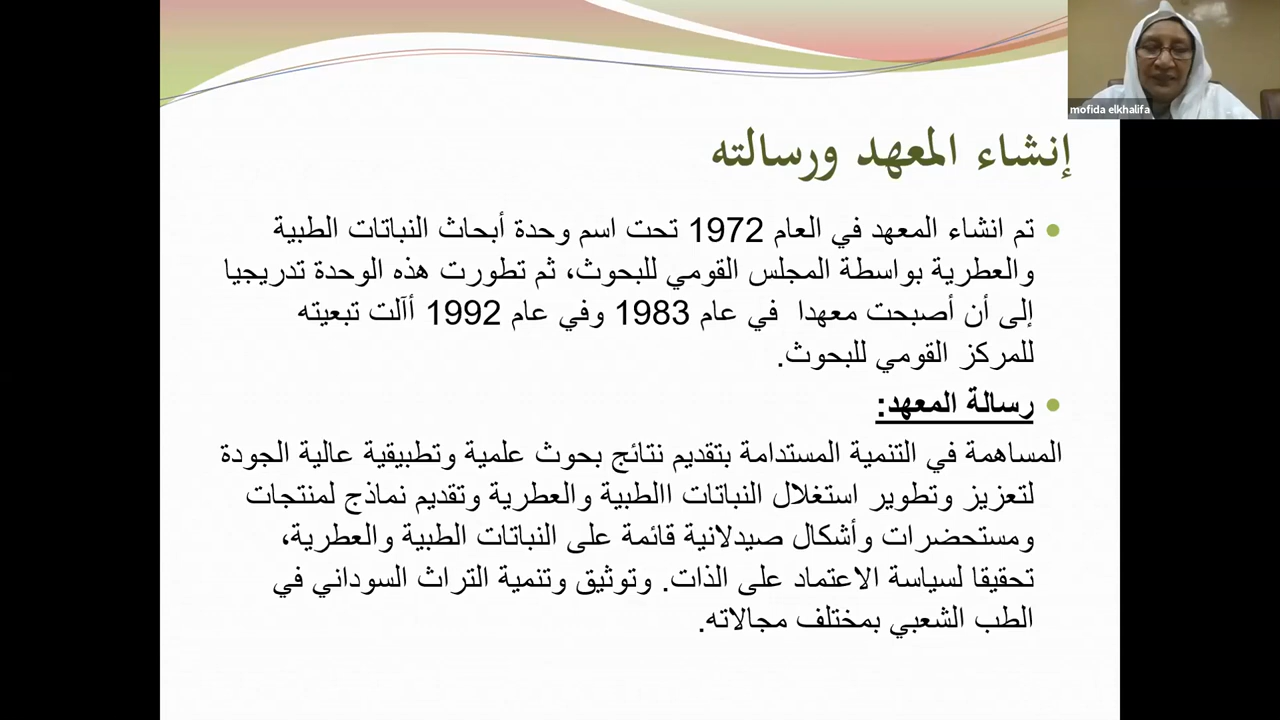 mofida elkhalifa
إنشاء المعهد ورسالته
• تم انشاء المعهد في العام 1972 تحت اسم وحدة أبحاث النباتات الطبية
والعطرية بواسطة المجلس القومي للبحوث، ثم تطورت هذه الوحدة تدريجيا
إلى أن أصبحت معهدا في عام 1983 وفي عام 1992 أآلت تبعيته
للمركز القومي للبحوث.
• رسالة المعهد:
المساهمة في التنمية المستدامة بتقديم نتائج بحوث علمية وتطبيقية عالية الجودة
لتعزيز وتطوير استغلال النباتات االطبية والعطرية وتقديم نماذج لمنتجات
ومستحضرات وأشكال صيدلانية قائمة على النباتات الطبية والعطرية،
تحقيقا لسياسة الاعتماد على الذات. وتوثيق وتنمية التراث السوداني في
الطب الشعبي بمختلف مجالاته.